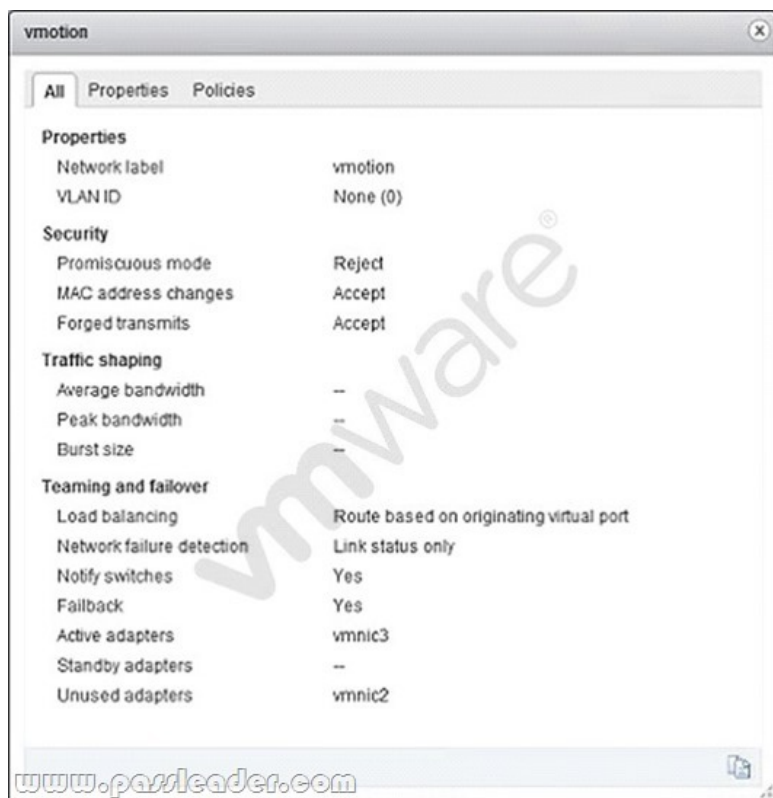 vmotion
All Properties Policies
Properties
Network label vmotion
VLAN ID None (0)
Security
Promiscuous mode Reject
MAC address changes Accept
Forged transmits Accept
Traffic shaping
Average bandwidth --
Peak bandwidth --
Burst size --
Teaming and failover
Load balancing Route based on originating virtual port
Network failure detection Link status only
Notify switches Yes
Failback Yes
Active adapters vmnic3
Standby adapters --
Unused adapters vmnic2
vmware®
www.passleader.com